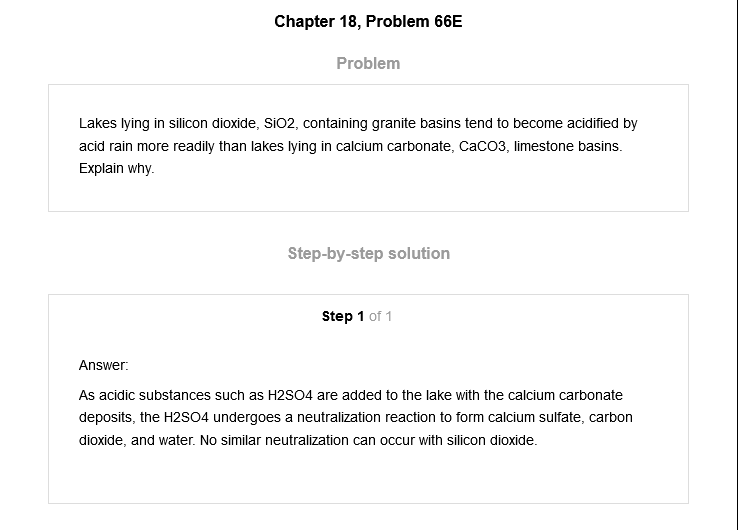 Chapter 18, Problem 66E
Problem
Lakes lying in silicon dioxide, SiO2, containing granite basins tend to become acidified by
acid rain more readily than lakes lying in calcium carbonate, CaCO3, limestone basins.
Explain why.
Step-by-step solution
Step 1 of 1
Answer:
As acidic substances such as H2SO4 are added to the lake with the calcium carbonate
deposits, the H2SO4 undergoes a neutralization reaction to form calcium sulfate, carbon
dioxide, and water. No similar neutralization can occur with silicon dioxide.